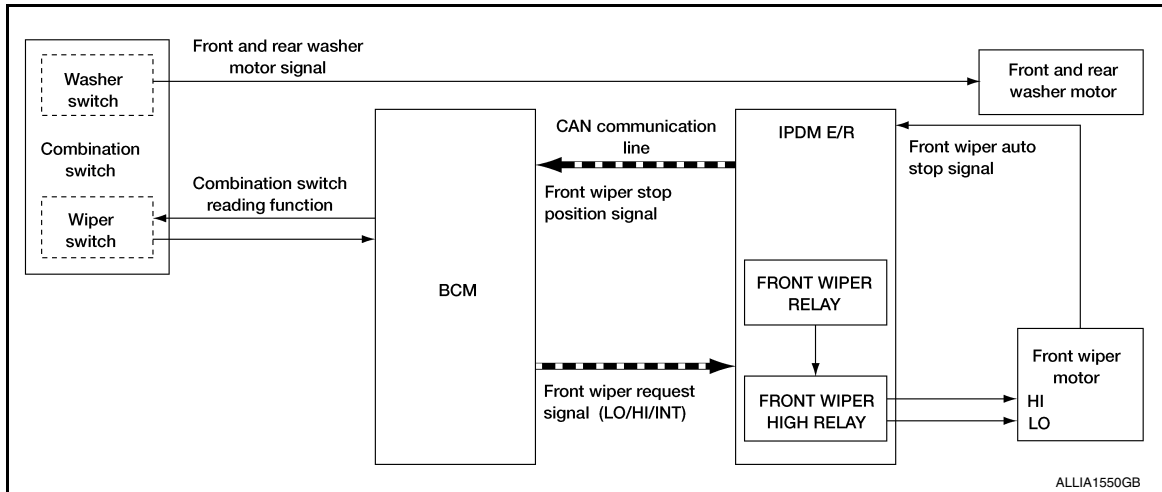 Front and rear washer
motor signal
Washer
switch
Combination
switch
Wiper
switch
Combination switch
reading function
BCM
CAN communication
line
Front wiper stop
position signal
Front wiper request
signal (LO/HI/INT)
IPDM E/R
FRONT WIPER
RELAY
FRONT WIPER
HIGH RELAY
Front and rear
washer motor
Front wiper auto
stop signal
Front wiper
motor
HI
LO
ALLIA1550GB